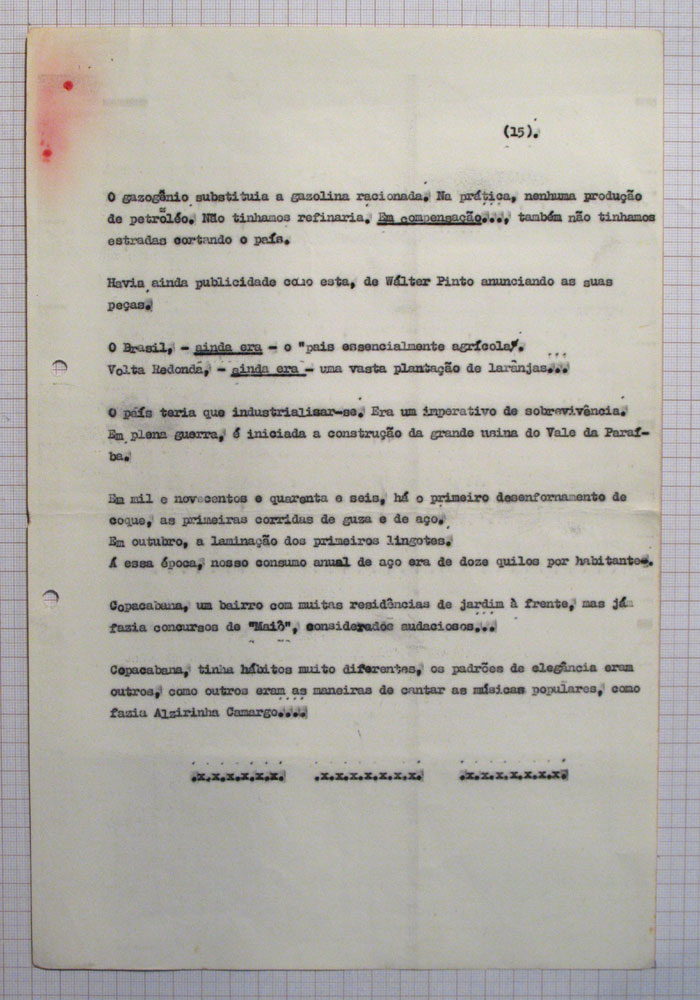 (15).
O gazogênio substituia a gazolina racionada. Na prática, nenhuma produção
de petróléo. Não tinhamos refinaria. Em compensação..., também não tinhamos
estradas cortando o país.
Havia ainda publicidade como esta, de Wálter Pinto anunciando as suas
peças.
O Brasil, - ainda era - o "pais essencialmente agrícola".
Volta Redonda, - ainda era - uma vasta plantação de laranjas...
O país teria que industrialisar-se. Era um imperativo de sobrevivência.
Em plena guerra, é iniciada a construção da grande usina do Vale da Paraí-
ba.
Em mil e novecentos e quarenta e seis, há o primeiro desenfornamento de
coque, as primeiras corridas de guza e de aço.
Em outubro, a laminação dos primeiros lingotes.
Á essa época, nosso consumo anual de aço era de doze quilos por habitante.
Copacabana, um bairro com muitas residências de jardim à frente, mas já
fazia concursos de "Maiô", considerados audaciosos...
Copacabana, tinha hábitos muito diferentes, os padrões de elegância eram
outros, como outros eram as maneiras de cantar as músicas populares, como
fazia Alzirinha Camargo....
.x.x.x.x.x.x. .x.x.x.x.x.x.x. .x.x.x.x.x.x.x.